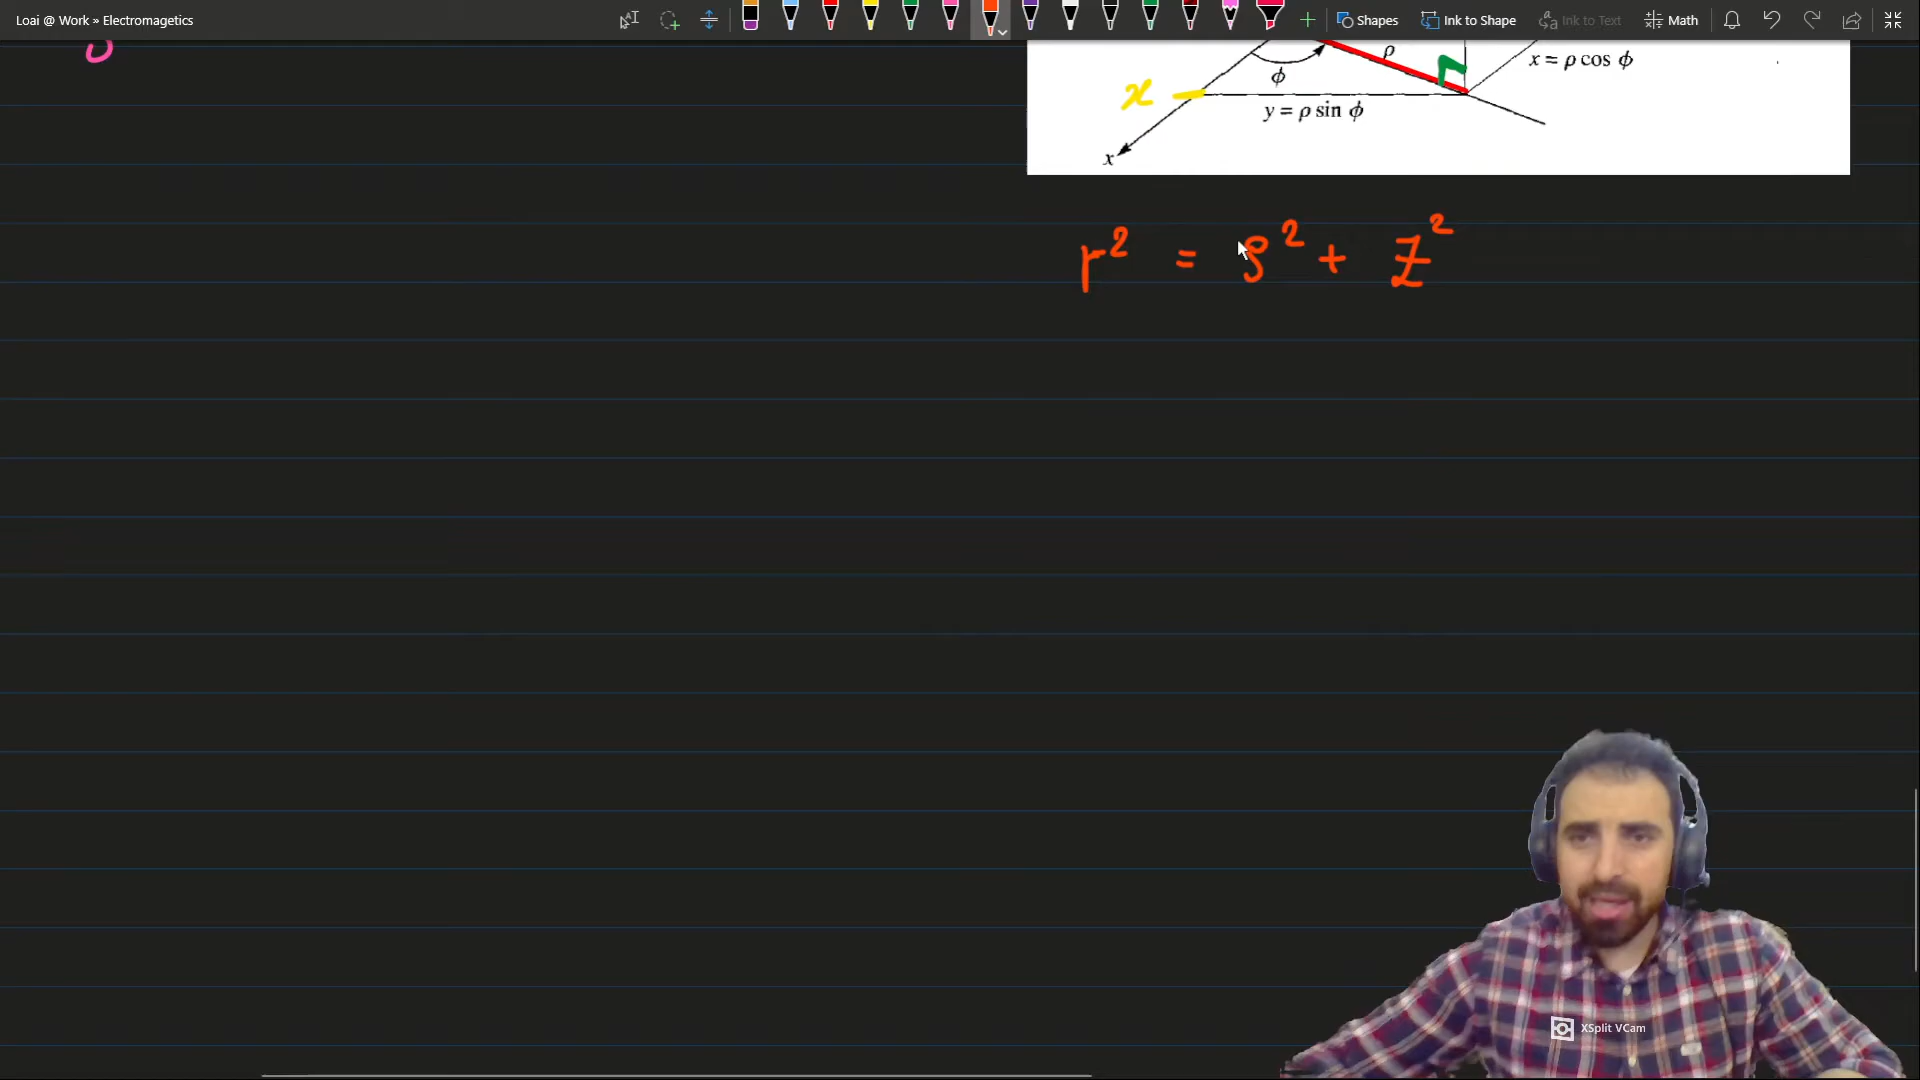 Loai @ Work » Electromagetics
Shapes
Ink to Shape
Ink to Text
Math
ρ
x = ρ cos ϕ
ϕ
x
y = ρ sin ϕ
x
r² = ρ² + z²
XSplit VCam